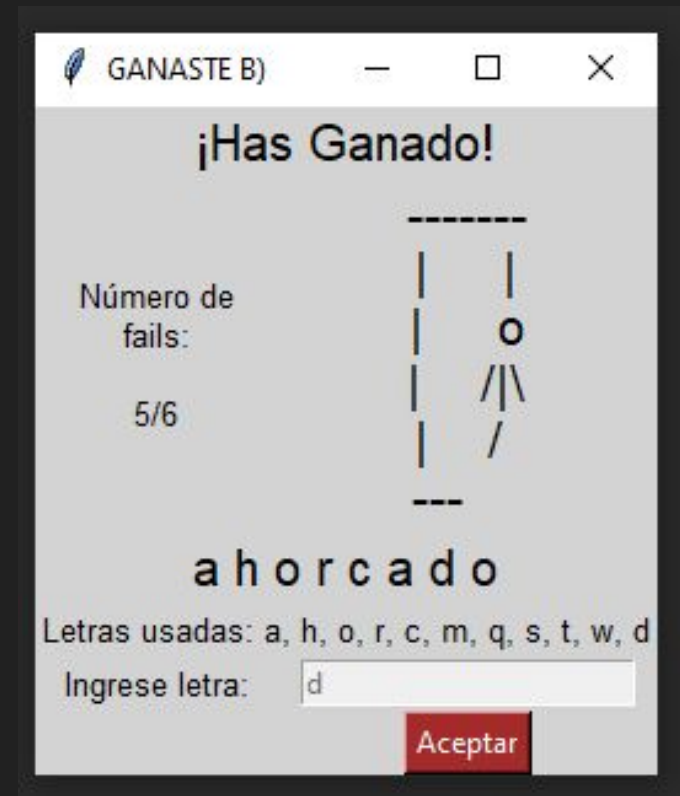 GANASTE B)
¡Has Ganado!
-------
|      |
Número de
fails:
|      o
|     /|\
5/6
|     /
---
a h o r c a d o
Letras usadas: a, h, o, r, c, m, q, s, t, w, d
Ingrese letra: d
Aceptar